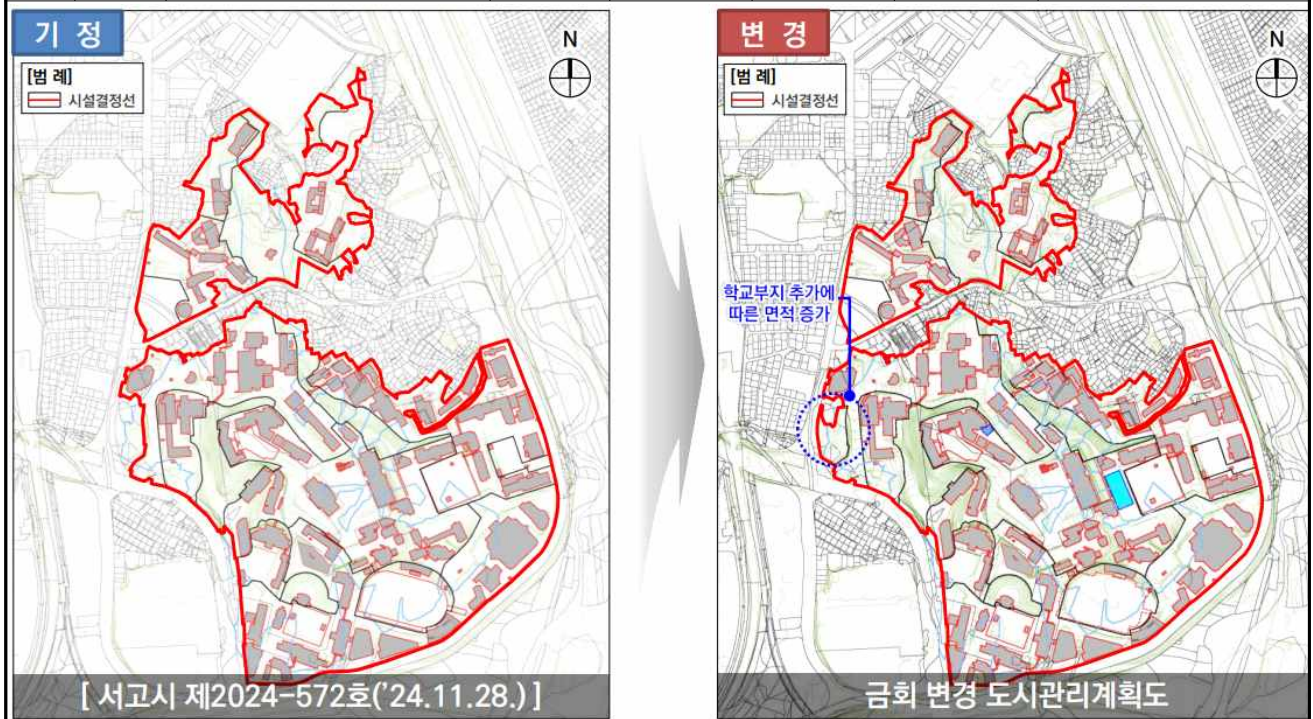 기 정
N
[범 례]
시설결정선
[ 서고시 제2024-572호('24.11.28.) ]
변 경
N
[범 례]
시설결정선
학교부지 추가에
따른 면적 증가
금회 변경 도시관리계획도